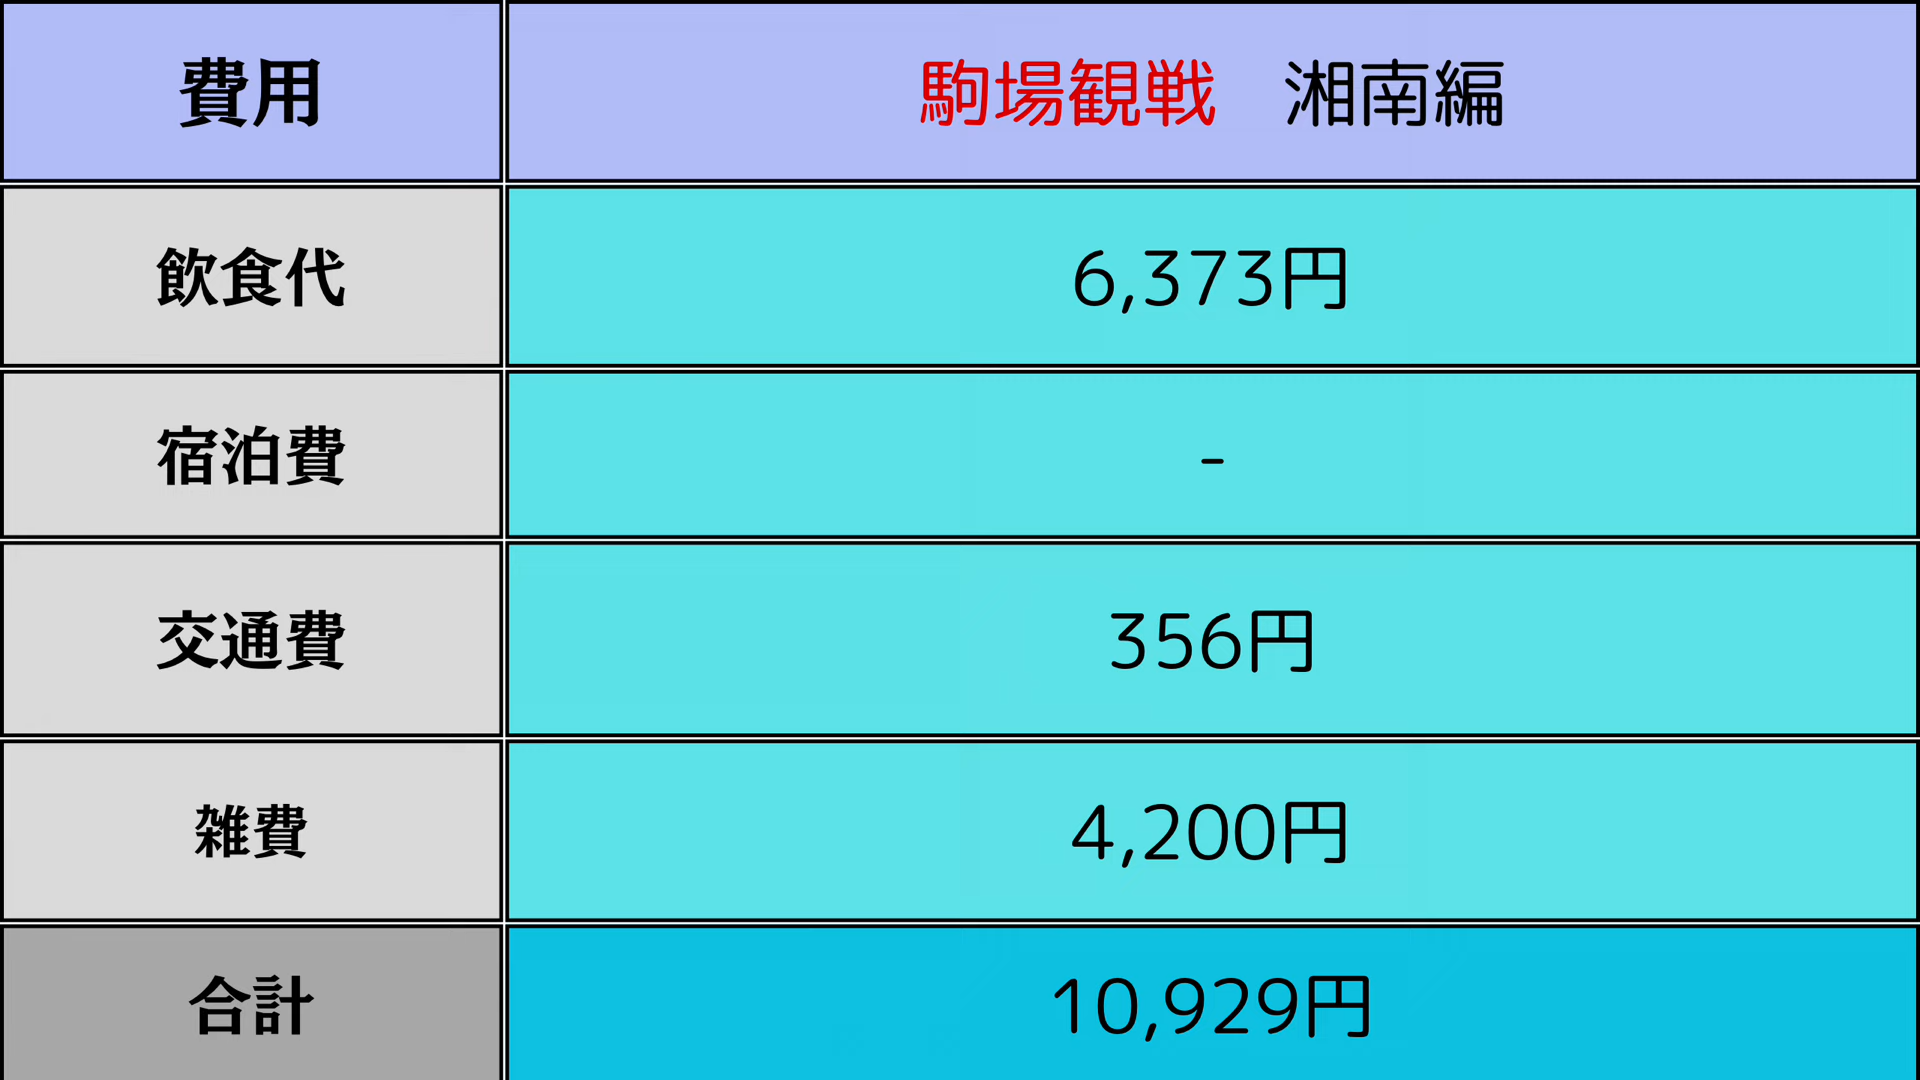 費用
駒場観戦　湘南編
飲食代
6,373円
宿泊費
-
交通費
356円
雑費
4,200円
合計
10,929円